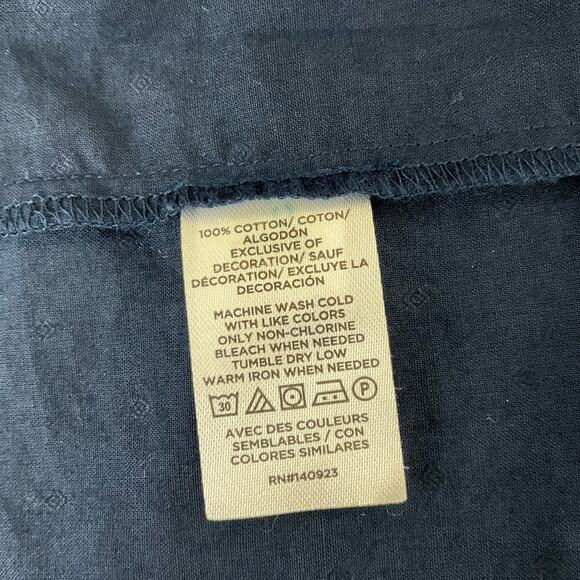 100% COTTON/ COTON/
ALGODÓN
EXCLUSIVE OF
DECORATION/ SAUF
DÉCORATION/ EXCLUYE LA
DECORACIÓN
MACHINE WASH COLD
WITH LIKE COLORS
ONLY NON-CHLORINE
BLEACH WHEN NEEDED
TUMBLE DRY LOW
WARM IRON WHEN NEEDED
30 P
AVEC DES COULEURS
SEMBLABLES / CON
COLORES SIMILARES
RN#140923